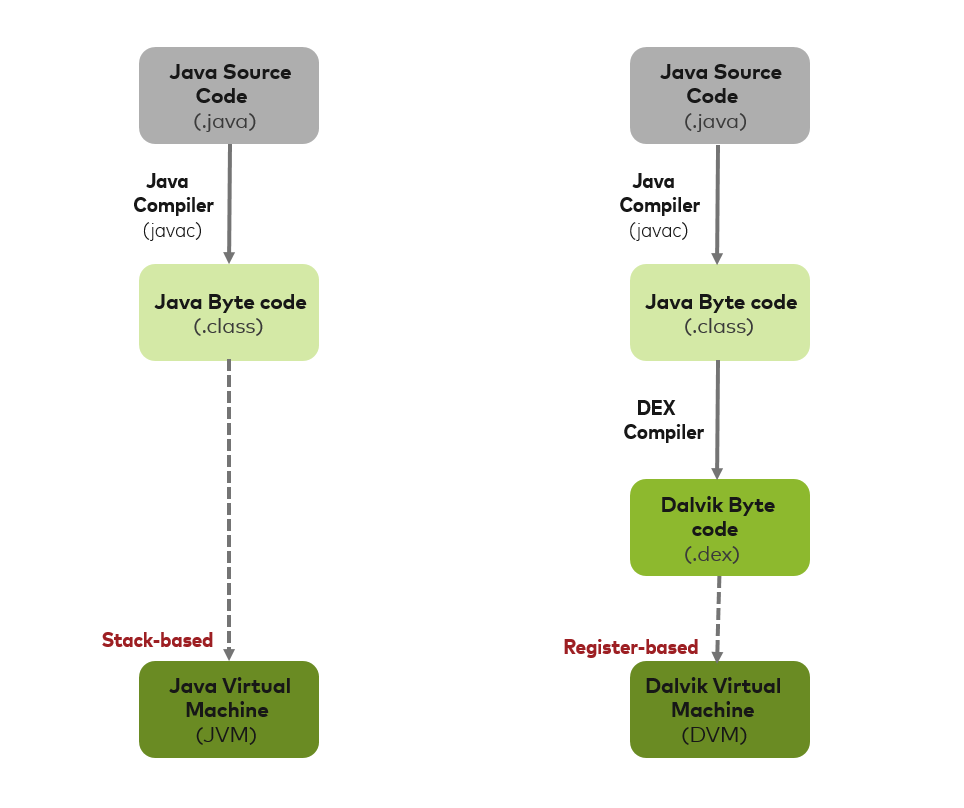 Java Source
Code
(.java)
Java
Compiler
(javac)
Java Byte code
(.class)
Stack-based
Java Virtual
Machine
(JVM)
Java Source
Code
(.java)
Java
Compiler
(javac)
Java Byte code
(.class)
DEX
Compiler
Dalvik Byte
code
(.dex)
Register-based
Dalvik Virtual
Machine
(DVM)